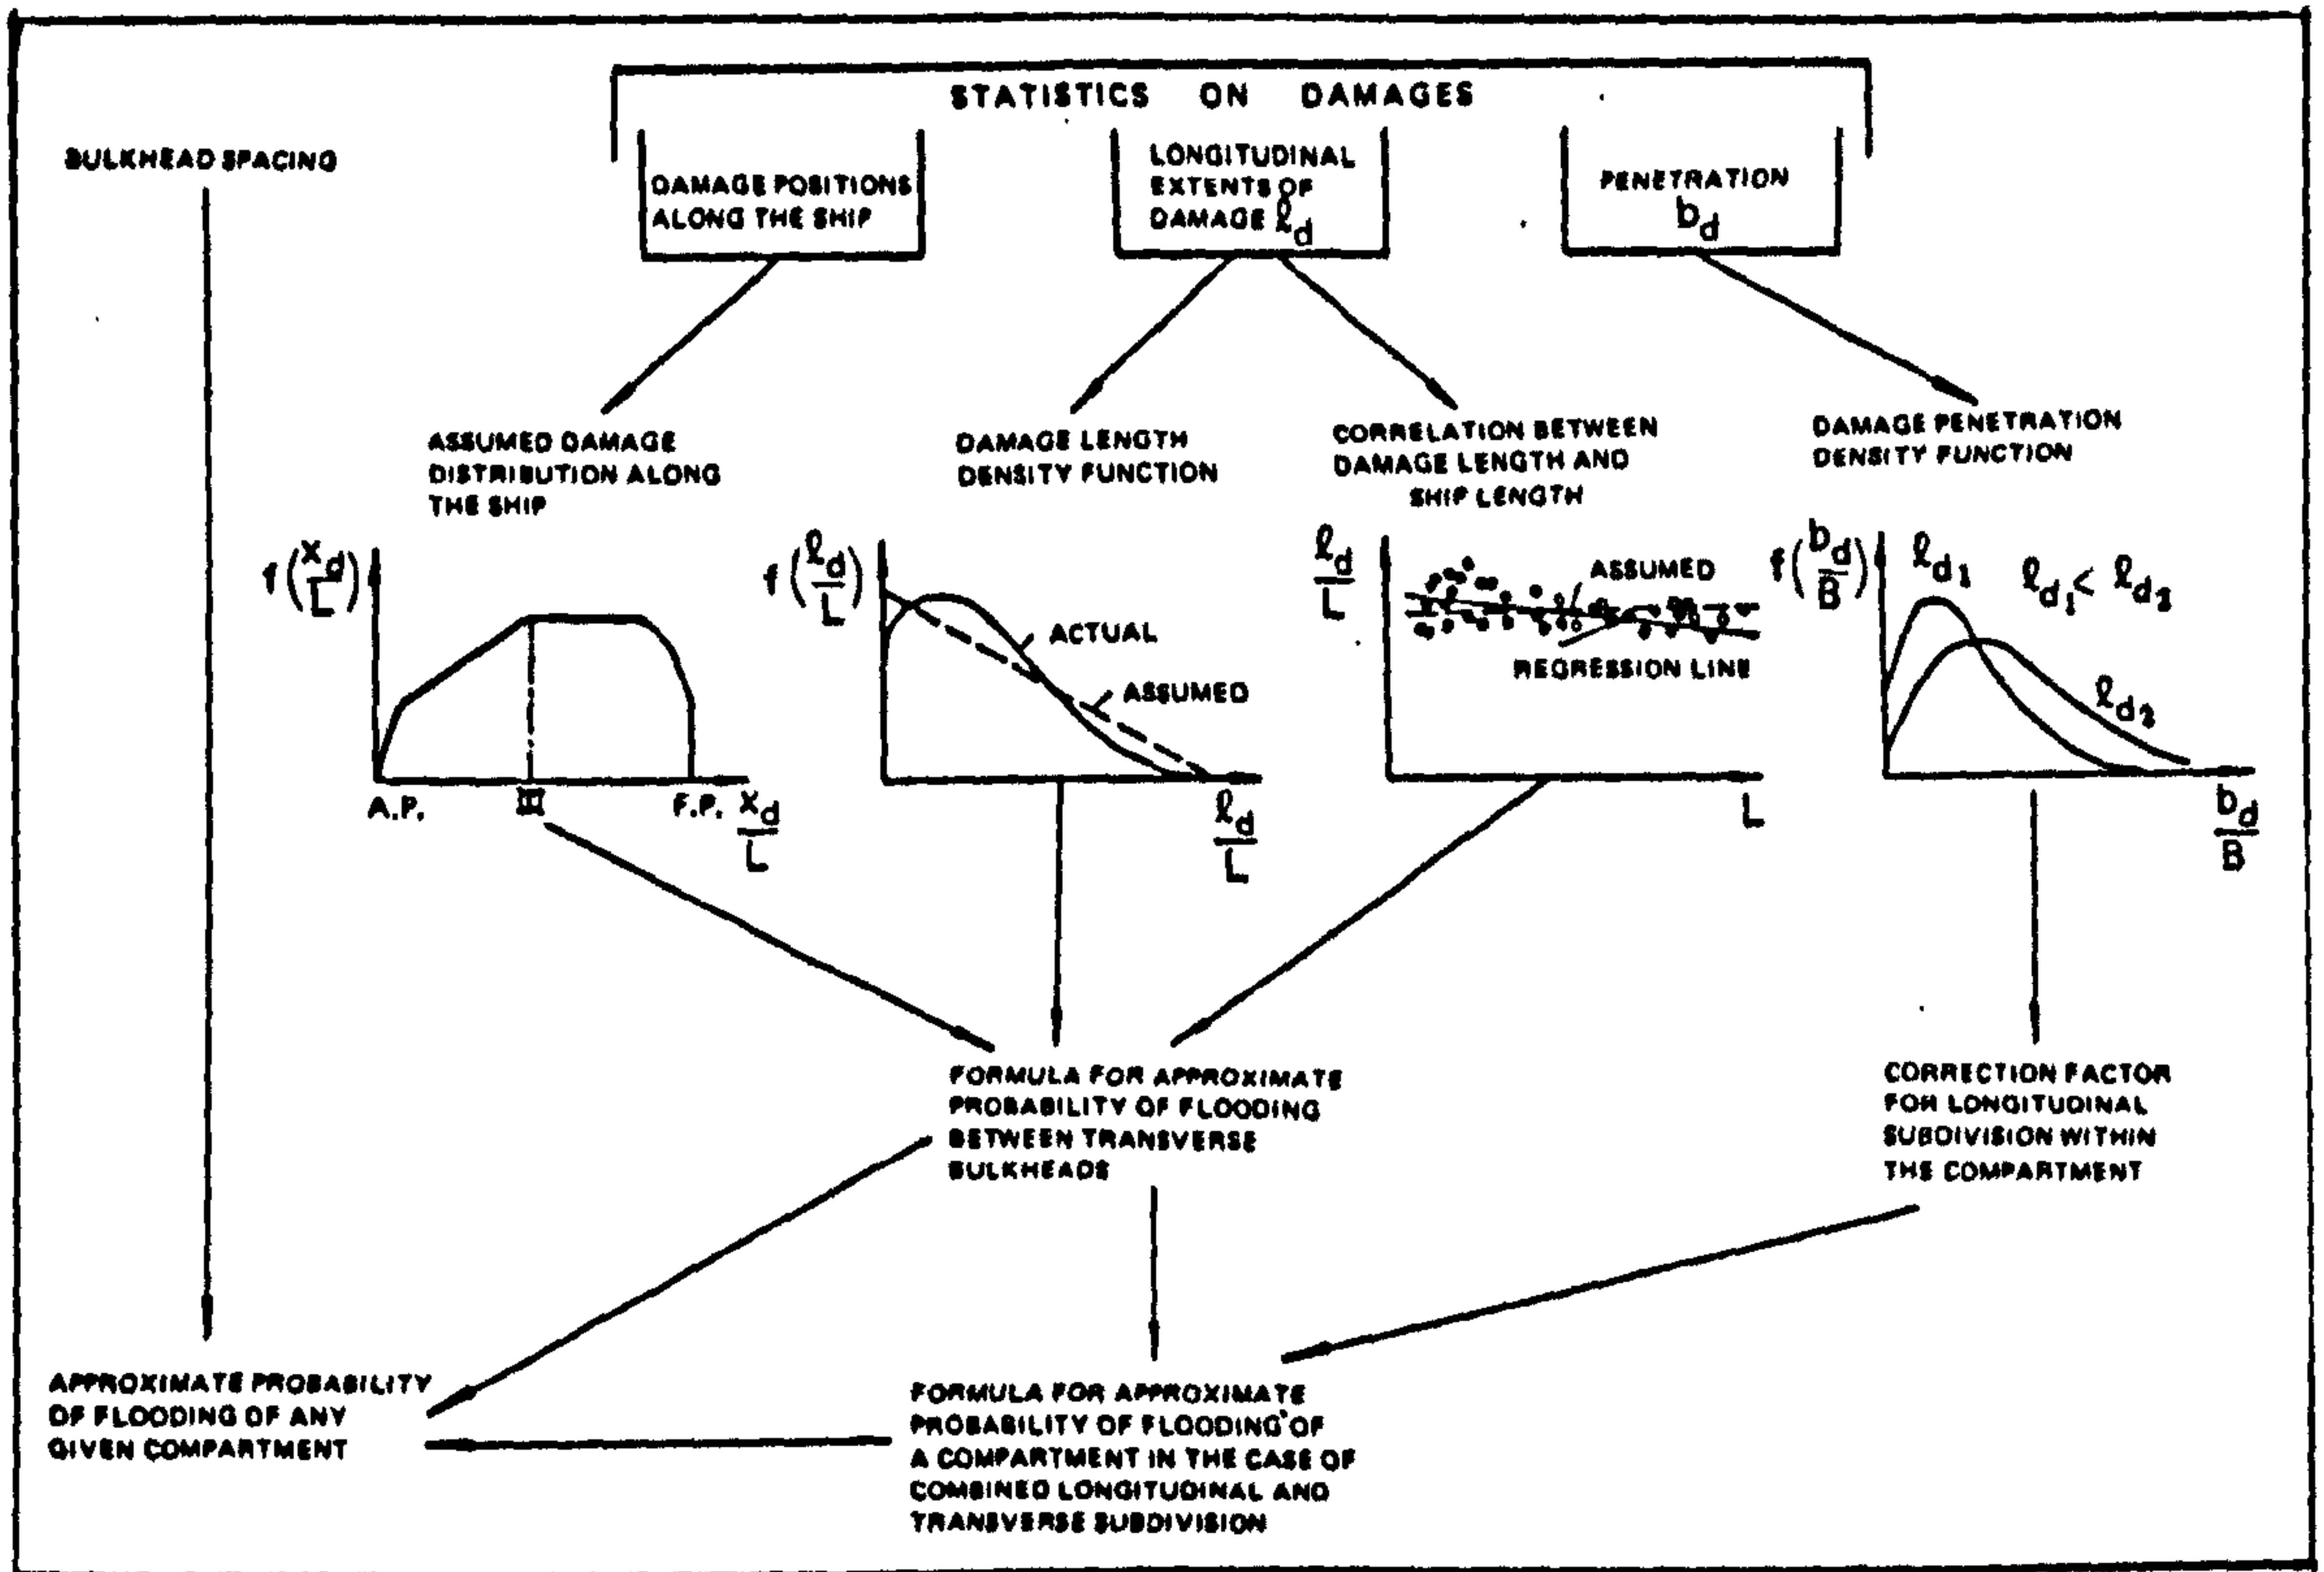 STATISTICS ON DAMAGES
BULKHEAD SPACING
DAMAGE POSITIONS
ALONG THE SHIP
LONGITUDINAL
EXTENTS OF
DAMAGE ℓd
PENETRATION
bd
ASSUMED DAMAGE
DISTRIBUTION ALONG
THE SHIP
DAMAGE LENGTH
DENSITY FUNCTION
CORRELATION BETWEEN
DAMAGE LENGTH AND
SHIP LENGTH
DAMAGE PENETRATION
DENSITY FUNCTION
f(xd/L)
A.P.
F.P.
xd/L
f(ℓd/L)
ACTUAL
ASSUMED
ℓd/L
ℓd/L
ASSUMED
REGRESSION LINE
L
f(bd/B)
ℓd1
ℓd1 < ℓd2
ℓd2
bd/B
FORMULA FOR APPROXIMATE
PROBABILITY OF FLOODING
BETWEEN TRANSVERSE
BULKHEADS
CORRECTION FACTOR
FOR LONGITUDINAL
SUBDIVISION WITHIN
THE COMPARTMENT
APPROXIMATE PROBABILITY
OF FLOODING OF ANY
GIVEN COMPARTMENT
FORMULA FOR APPROXIMATE
PROBABILITY OF FLOODING OF
A COMPARTMENT IN THE CASE OF
COMBINED LONGITUDINAL AND
TRANSVERSE SUBDIVISION